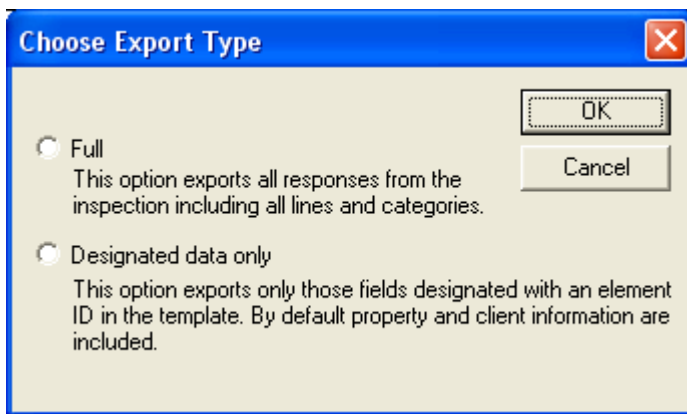 Choose Export Type
OK
Full
Cancel
This option exports all responses from the
inspection including all lines and categories.
Designated data only
This option exports only those fields designated with an element
ID in the template. By default property and client information are
included.